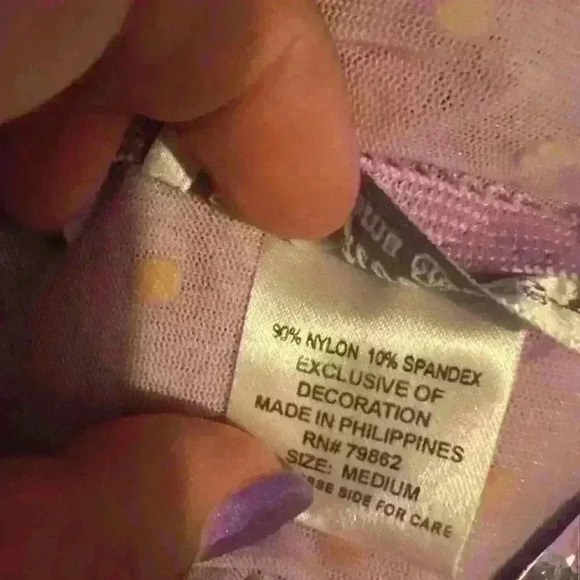 90% NYLON 10% SPANDEX
EXCLUSIVE OF
DECORATION
MADE IN PHILIPPINES
RN# 79862
SIZE: MEDIUM
SIDE FOR CARE